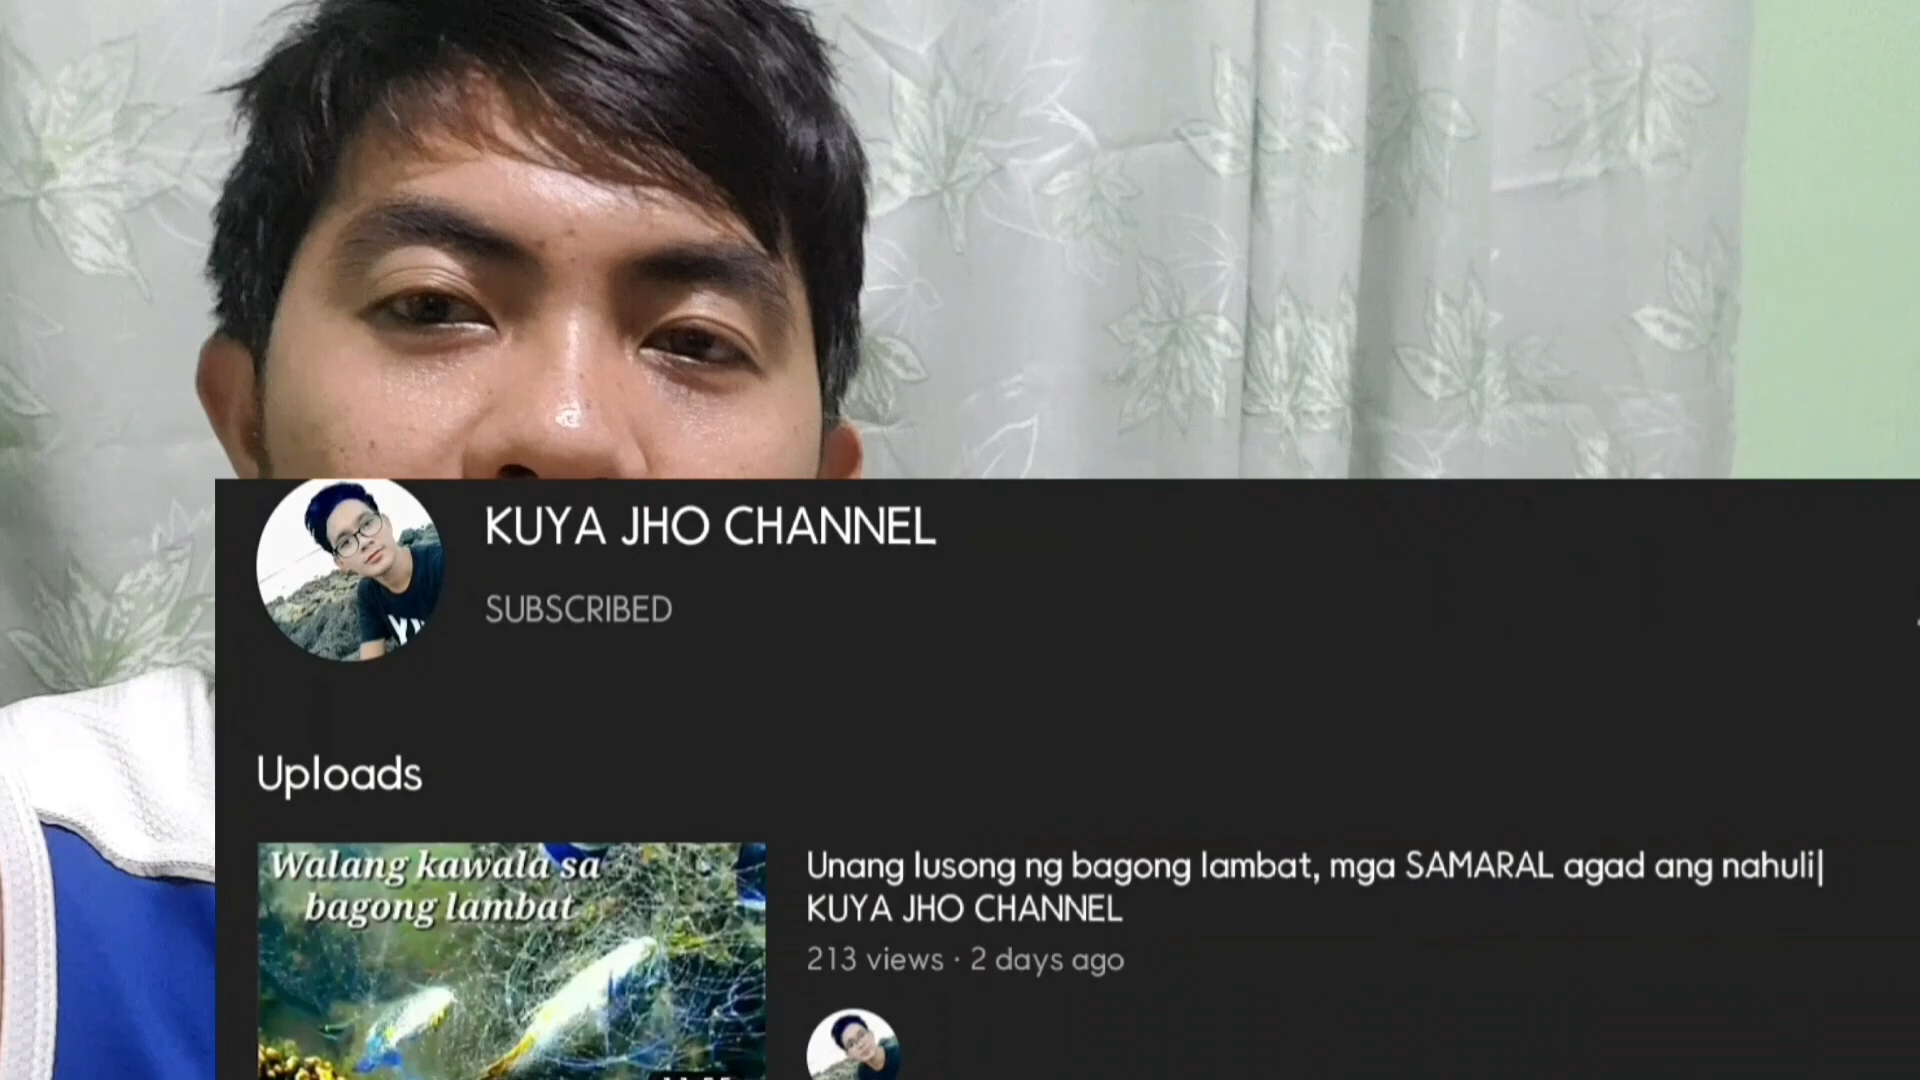 KUYA JHO CHANNEL
SUBSCRIBED
Uploads
Walang kawala sa
bagong lambat
Unang lusong ng bagong lambat, mga SAMARAL agad ang nahuli|
KUYA JHO CHANNEL
213 views · 2 days ago